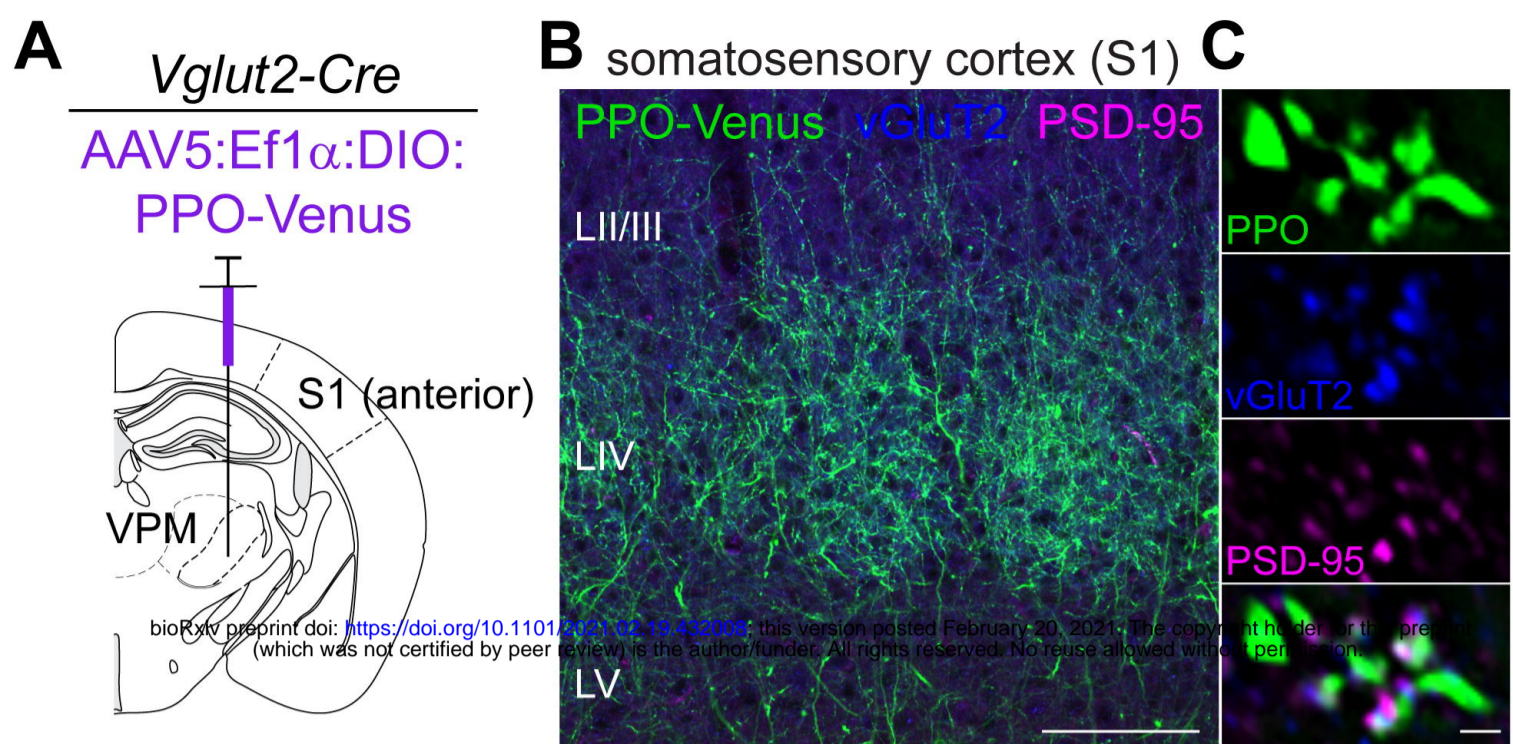 A
Vglut2-Cre
AAV5:Ef1α:DIO:
PPO-Venus
S1 (anterior)
VPM
B
somatosensory cortex (S1)
PPO-Venus vGluT2 PSD-95
LII/III
LIV
LV
C
PPO
vGluT2
PSD-95
bioRxiv preprint doi: https://doi.org/10.1101/2021.02.19.432008; this version posted February 20, 2021. The copyright holder for this preprint
(which was not certified by peer review) is the author/funder. All rights reserved. No reuse allowed without permission.